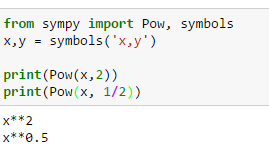 from sympy import Pow, symbols
x,y = symbols('x,y')
print(Pow(x,2))
print(Pow(x, 1/2))
x**2
x**0.5